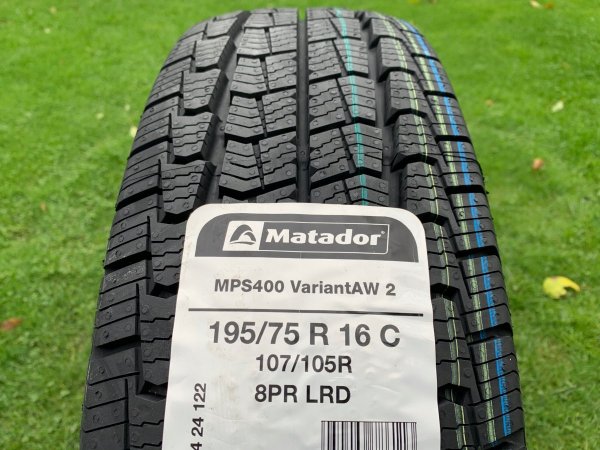 Matador
MPS400 VariantAW 2
195/75 R 16 C
107/105R
8PR LRD
4 24 122